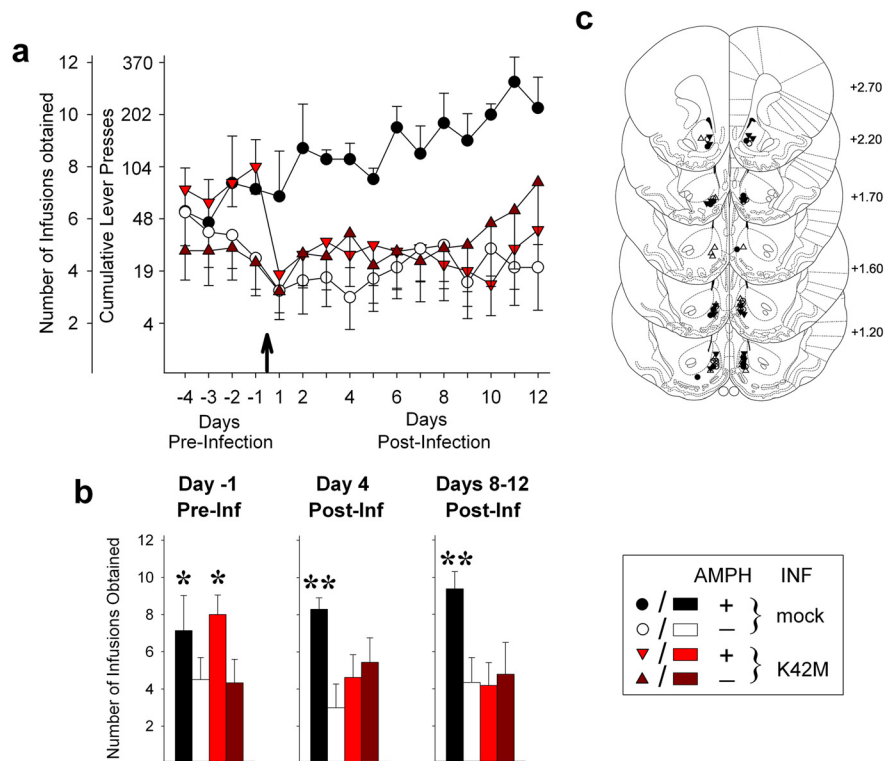 a
Number of Infusions obtained
12
10
8
6
4
2
Cumulative Lever Presses
370
202
104
48
19
4
-4 -3 -2 -1 1 2 4 6 8 10 12
Days
Pre-Infection
Days
Post-Infection
c
+2.70
+2.20
+1.70
+1.60
+1.20
b
Day -1
Pre-Inf
Day 4
Post-Inf
Days 8-12
Post-Inf
Number of Infusions Obtained
12
10
8
6
4
2
*
*
**
**
AMPH INF
/ +
/ – } mock
/ +
/ – } K42M